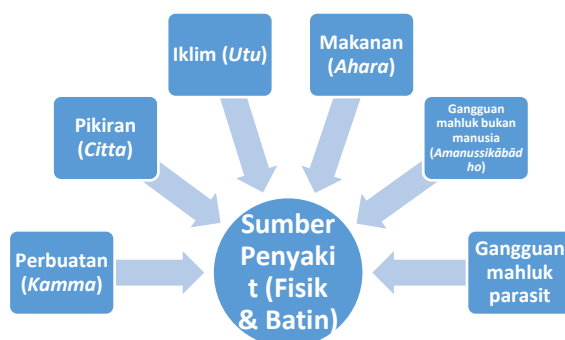 Perbuatan
(Kamma)
Pikiran
(Citta)
Iklim (Utu)
Makanan
(Ahara)
Gangguan
mahluk bukan
manusia
(Amanussikābād
ho)
Gangguan
mahluk
parasit
Sumber
Penyaki
t (Fisik
& Batin)